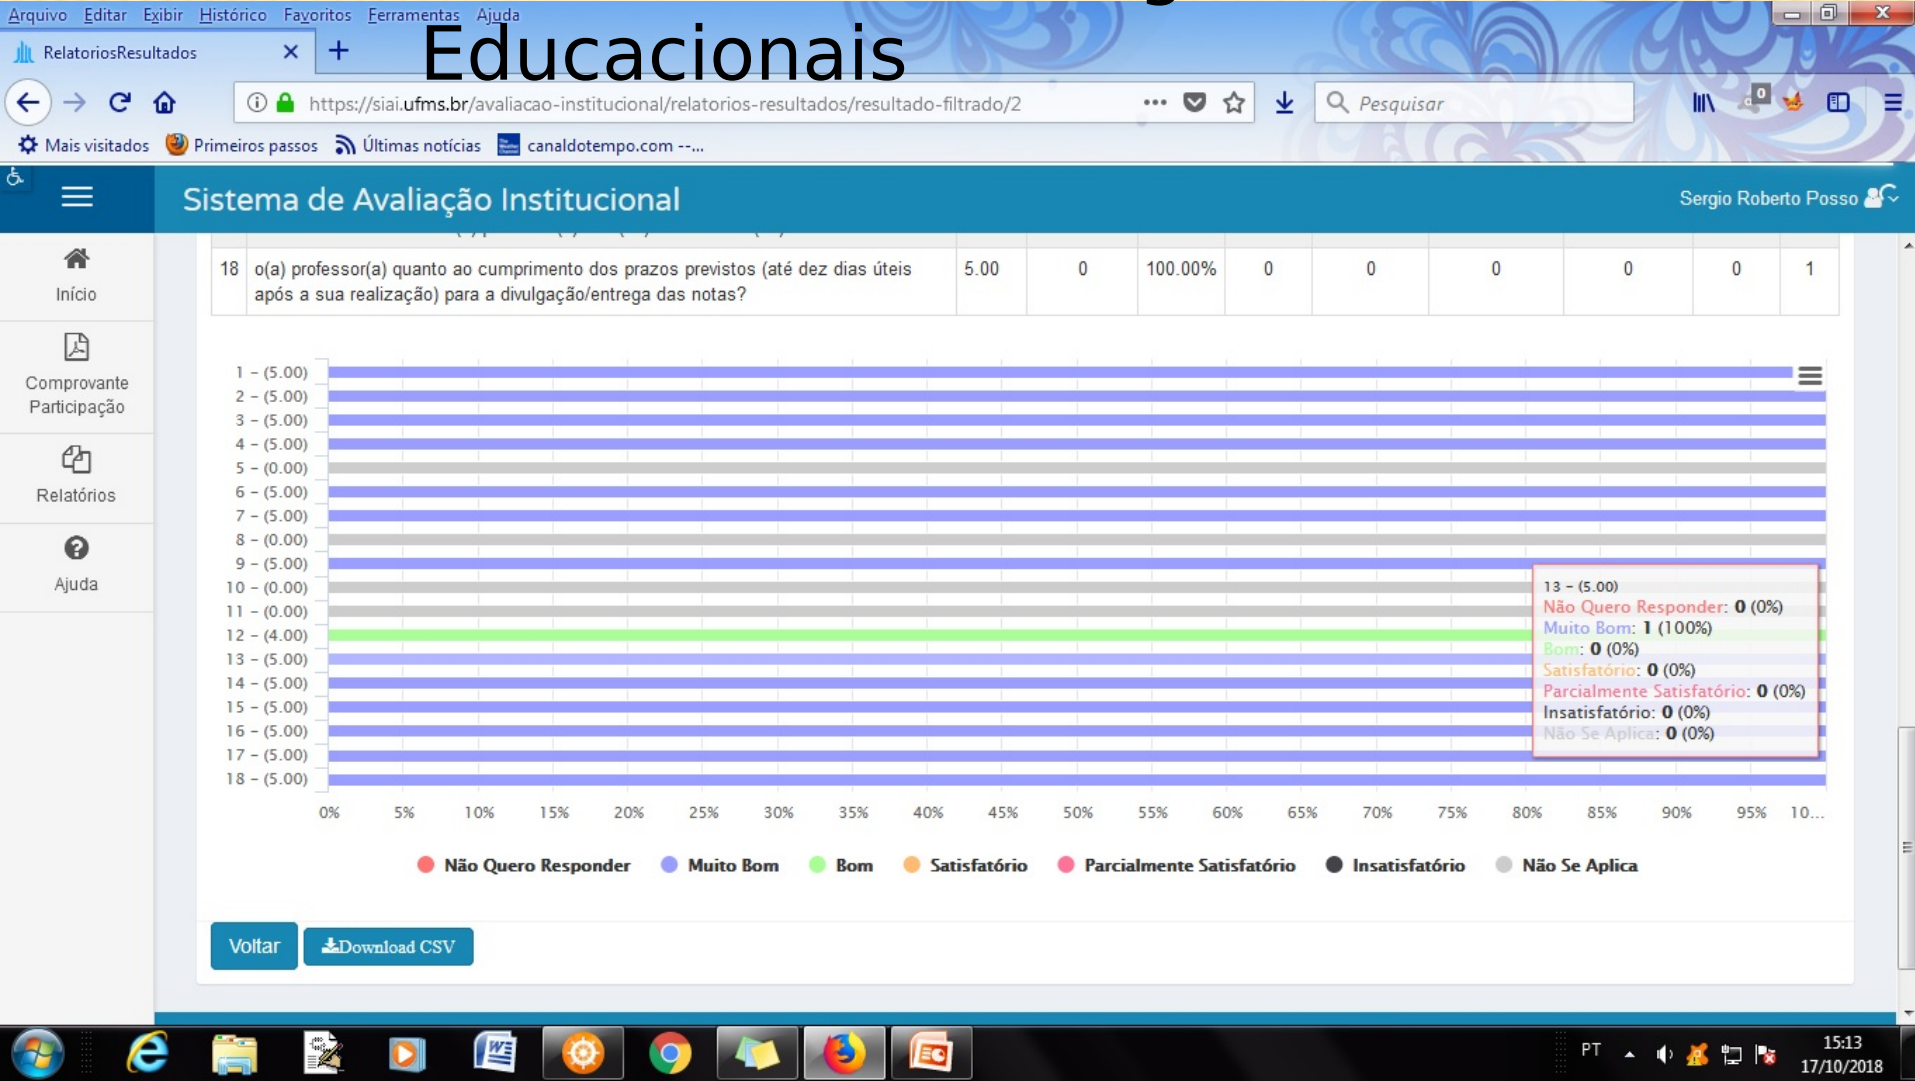 Arquivo Editar Exibir Histórico Favoritos Ferramentas Ajuda
Educacionais
RelatoriosResultados
https://siai.ufms.br/avaliacao-institucional/relatorios-resultados/resultado-filtrado/2
Pesquisar
0
Mais visitados Primeiros passos Últimas notícias canaldotempo.com --...
Sistema de Avaliação Institucional
Sergio Roberto Posso
Início
Comprovante
Participação
Relatórios
Ajuda
18 o(a) professor(a) quanto ao cumprimento dos prazos previstos (até dez dias úteis 5.00 0 100.00% 0 0 0 0 0 1
após a sua realização) para a divulgação/entrega das notas?
1 – (5.00)
2 – (5.00)
3 – (5.00)
4 – (5.00)
5 – (0.00)
6 – (5.00)
7 – (5.00)
8 – (0.00)
9 – (5.00)
10 – (0.00)
11 – (0.00)
12 – (4.00)
13 – (5.00)
14 – (5.00)
15 – (5.00)
16 – (5.00)
17 – (5.00)
18 – (5.00)
13 – (5.00)
Não Quero Responder: 0 (0%)
Muito Bom: 1 (100%)
Bom: 0 (0%)
Satisfatório: 0 (0%)
Parcialmente Satisfatório: 0 (0%)
Insatisfatório: 0 (0%)
Não Se Aplica: 0 (0%)
0% 5% 10% 15% 20% 25% 30% 35% 40% 45% 50% 55% 60% 65% 70% 75% 80% 85% 90% 95% 10...
Não Quero Responder Muito Bom Bom Satisfatório Parcialmente Satisfatório Insatisfatório Não Se Aplica
Voltar Download CSV
PT
15:13
17/10/2018